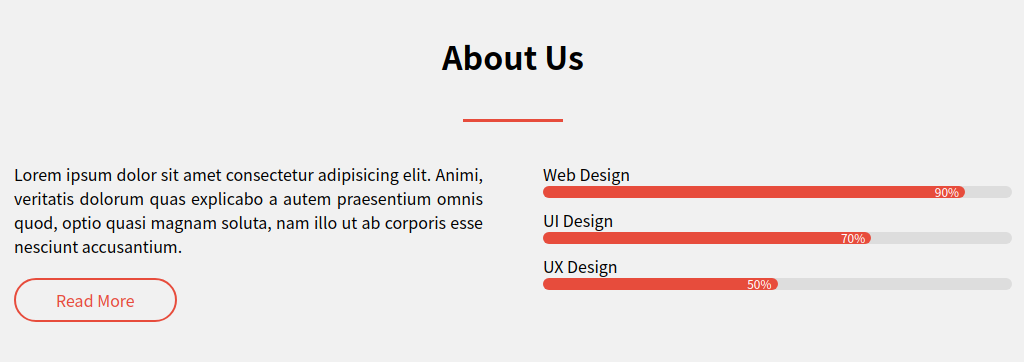 About Us
Lorem ipsum dolor sit amet consectetur adipisicing elit. Animi,
veritatis dolorum quas explicabo a autem praesentium omnis
quod, optio quasi magnam soluta, nam illo ut ab corporis esse
nesciunt accusantium.
Read More
Web Design
90%
UI Design
70%
UX Design
50%